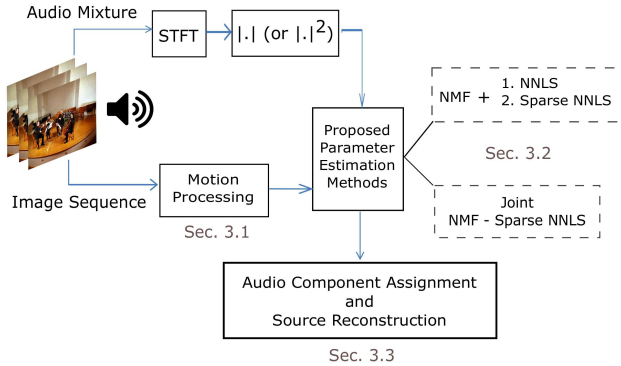 Audio Mixture
STFT
|.| (or |.|²)
Proposed
Parameter
Estimation
Methods
NMF +
1. NNLS
2. Sparse NNLS
Sec. 3.2
Joint
NMF - Sparse NNLS
Image Sequence
Motion
Processing
Sec. 3.1
Audio Component Assignment
and
Source Reconstruction
Sec. 3.3